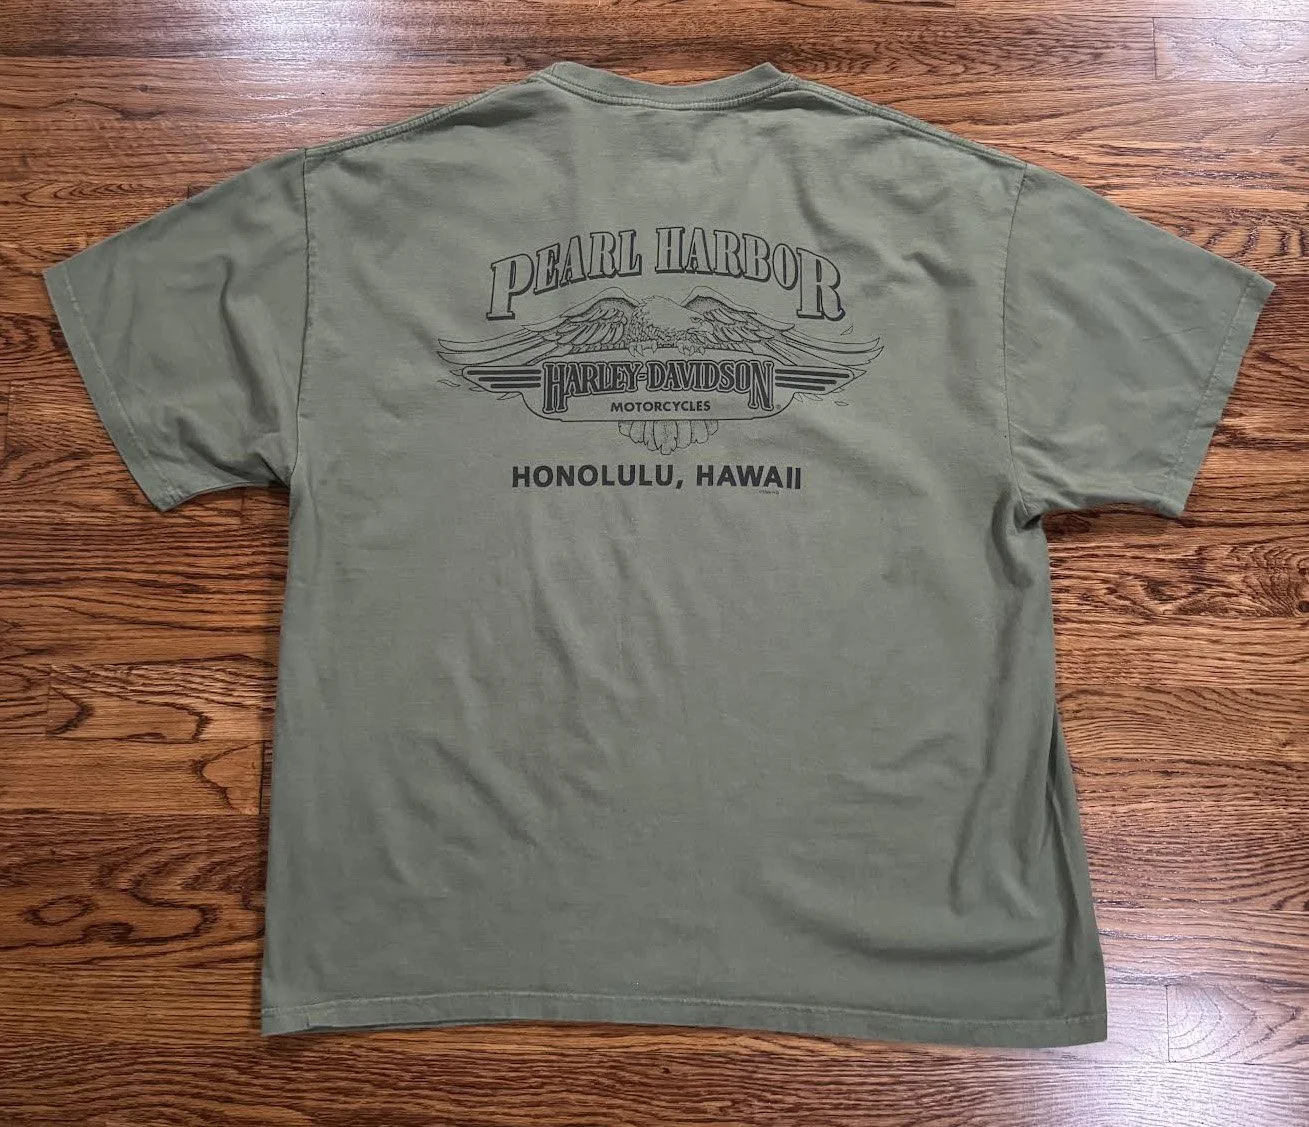 PEARL HARBOR
HARLEY-DAVIDSON
MOTORCYCLES
HONOLULU, HAWAII